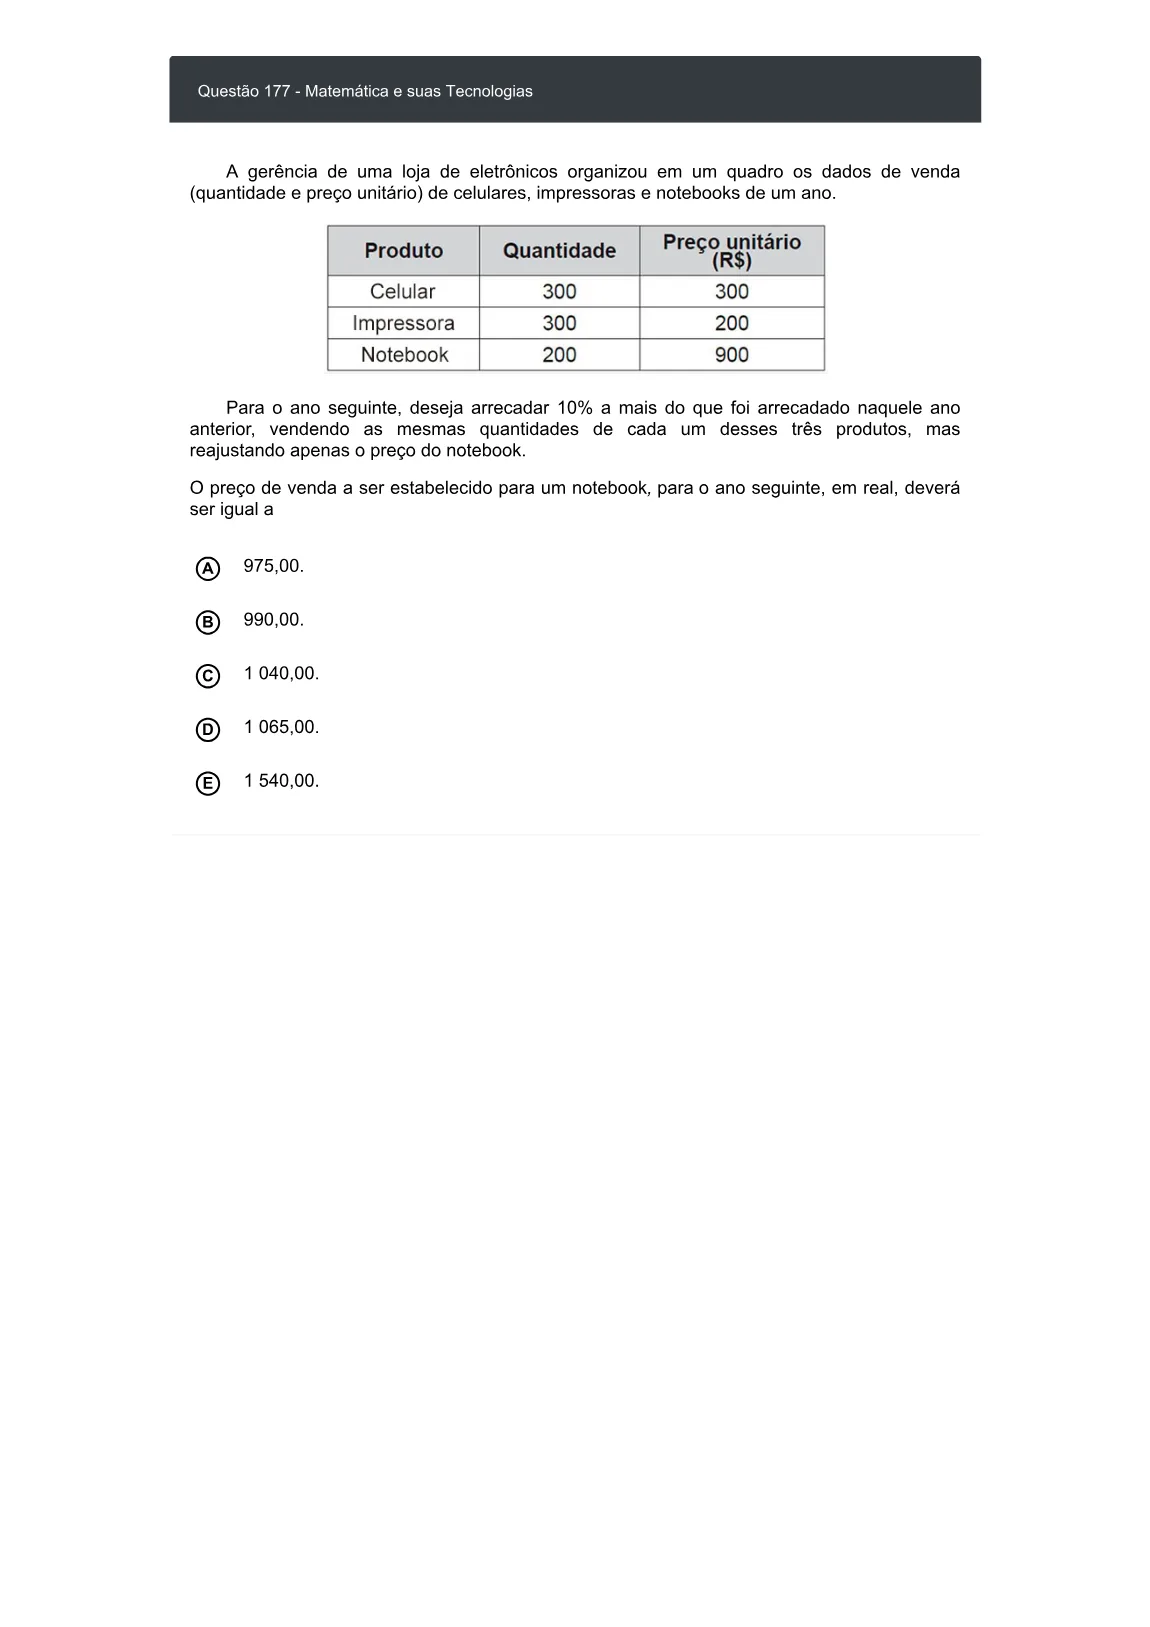 Questão 177 - Matemática e suas Tecnologias
A gerência de uma loja de eletrônicos organizou em um quadro os dados de venda
(quantidade e preço unitário) de celulares, impressoras e notebooks de um ano.
Produto Quantidade Preço unitário (R$)
Celular 300 300
Impressora 300 200
Notebook 200 900
Para o ano seguinte, deseja arrecadar 10% a mais do que foi arrecadado naquele ano
anterior, vendendo as mesmas quantidades de cada um desses três produtos, mas
reajustando apenas o preço do notebook.
O preço de venda a ser estabelecido para um notebook, para o ano seguinte, em real, deverá
ser igual a
A 975,00.
B 990,00.
C 1 040,00.
D 1 065,00.
E 1 540,00.